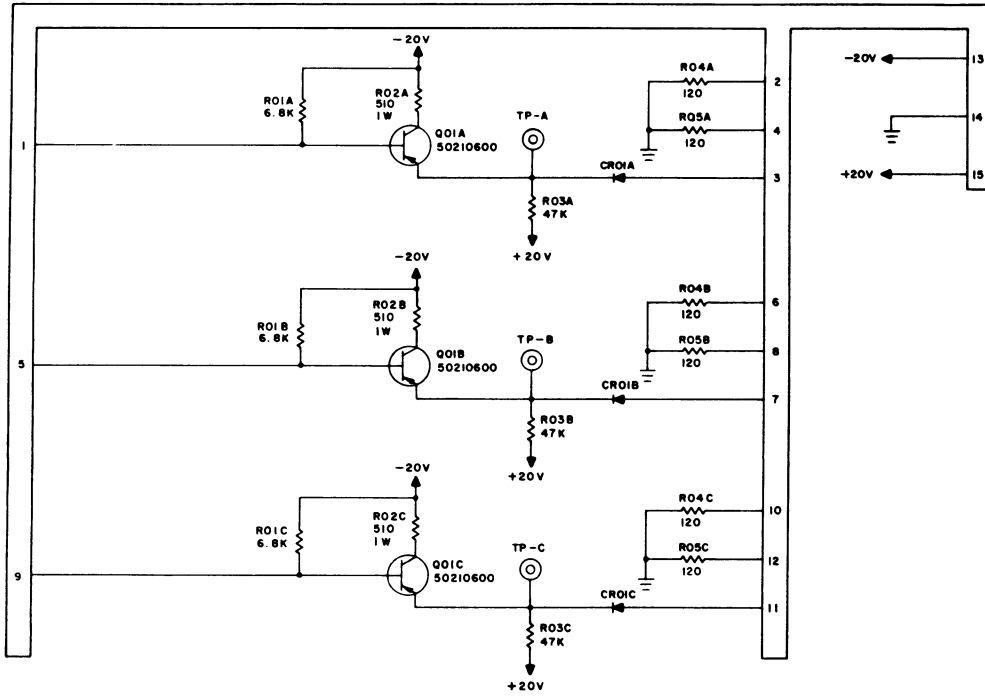 -20V
R04A
120
2
-20V
13
R01A
6.8K
R02A
510
1W
Q01A
50210600
TP-A
R05A
120
4
14
1
CR01A
3
+20V
15
R03A
47K
+20V
-20V
R04B
120
6
R01B
6.8K
R02B
510
1W
Q01B
50210600
TP-B
R05B
120
8
5
CR01B
7
R03B
47K
+20V
-20V
R04C
120
10
R01C
6.8K
R02C
510
1W
Q01C
50210600
TP-C
R05C
120
12
9
CR01C
11
R03C
47K
+20V